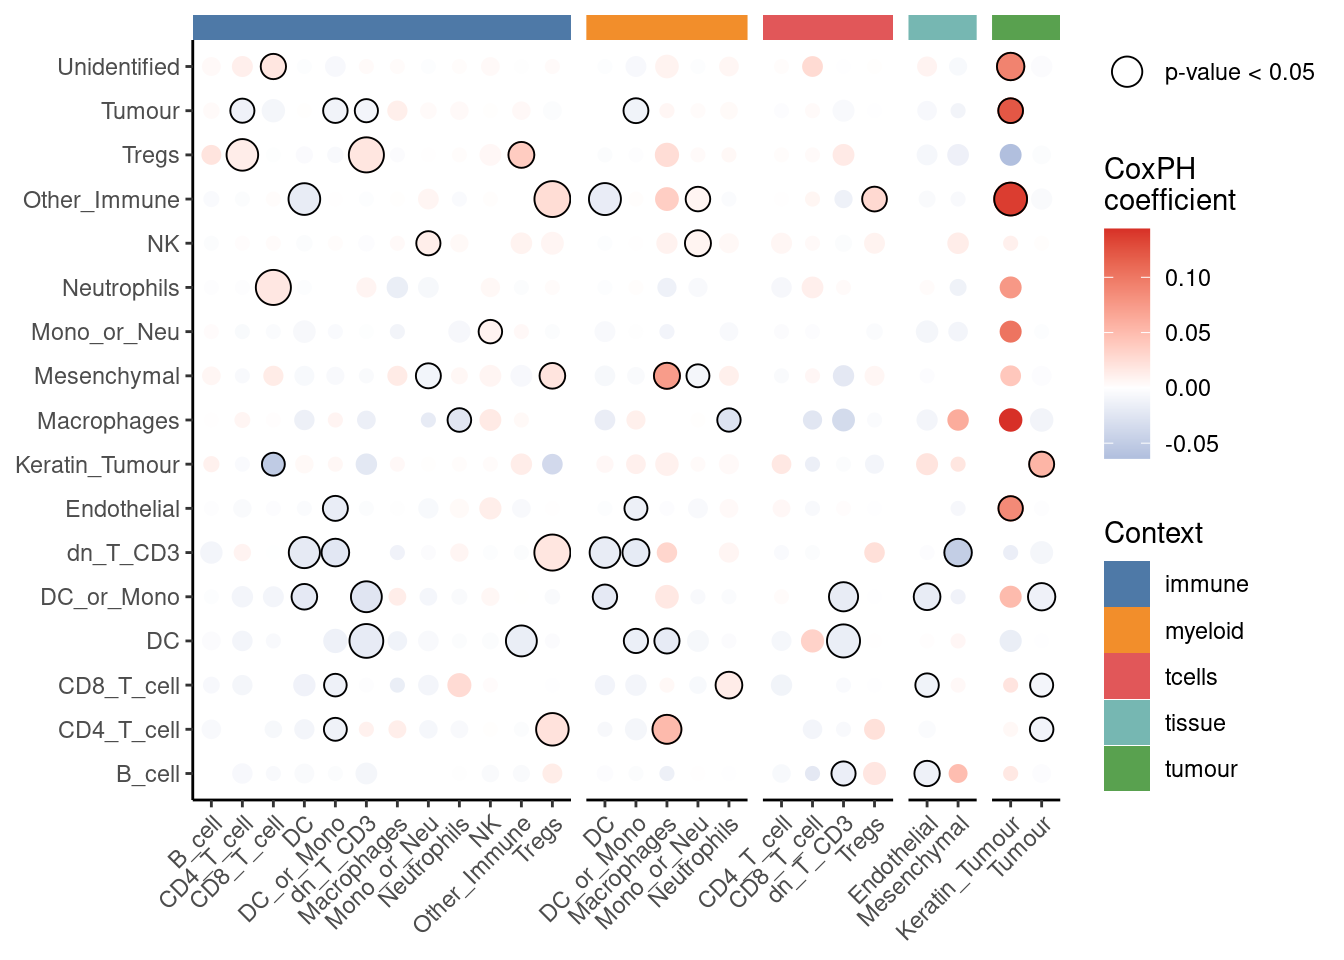 Unidentified
Tumour
Tregs
Other_Immune
NK
Neutrophils
Mono_or_Neu
Mesenchymal
Macrophages
Keratin_Tumour
Endothelial
dn_T_CD3
DC_or_Mono
DC
CD8_T_cell
CD4_T_cell
B_cell
B_cell
CD4_T_cell
CD8_T_cell
DC
DC_or_Mono
dn_T_CD3
Macrophages
Mono_or_Neu
Neutrophils
NK
Other_Immune
Tregs
DC
DC_or_Mono
Macrophages
Mono_or_Neu
Neutrophils
CD4_T_cell
CD8_T_cell
dn_T_CD3
Tregs
Endothelial
Mesenchymal
Keratin_Tumour
Tumour
p-value < 0.05
CoxPH
coefficient
0.10
0.05
0.00
-0.05
Context
immune
myeloid
tcells
tissue
tumour